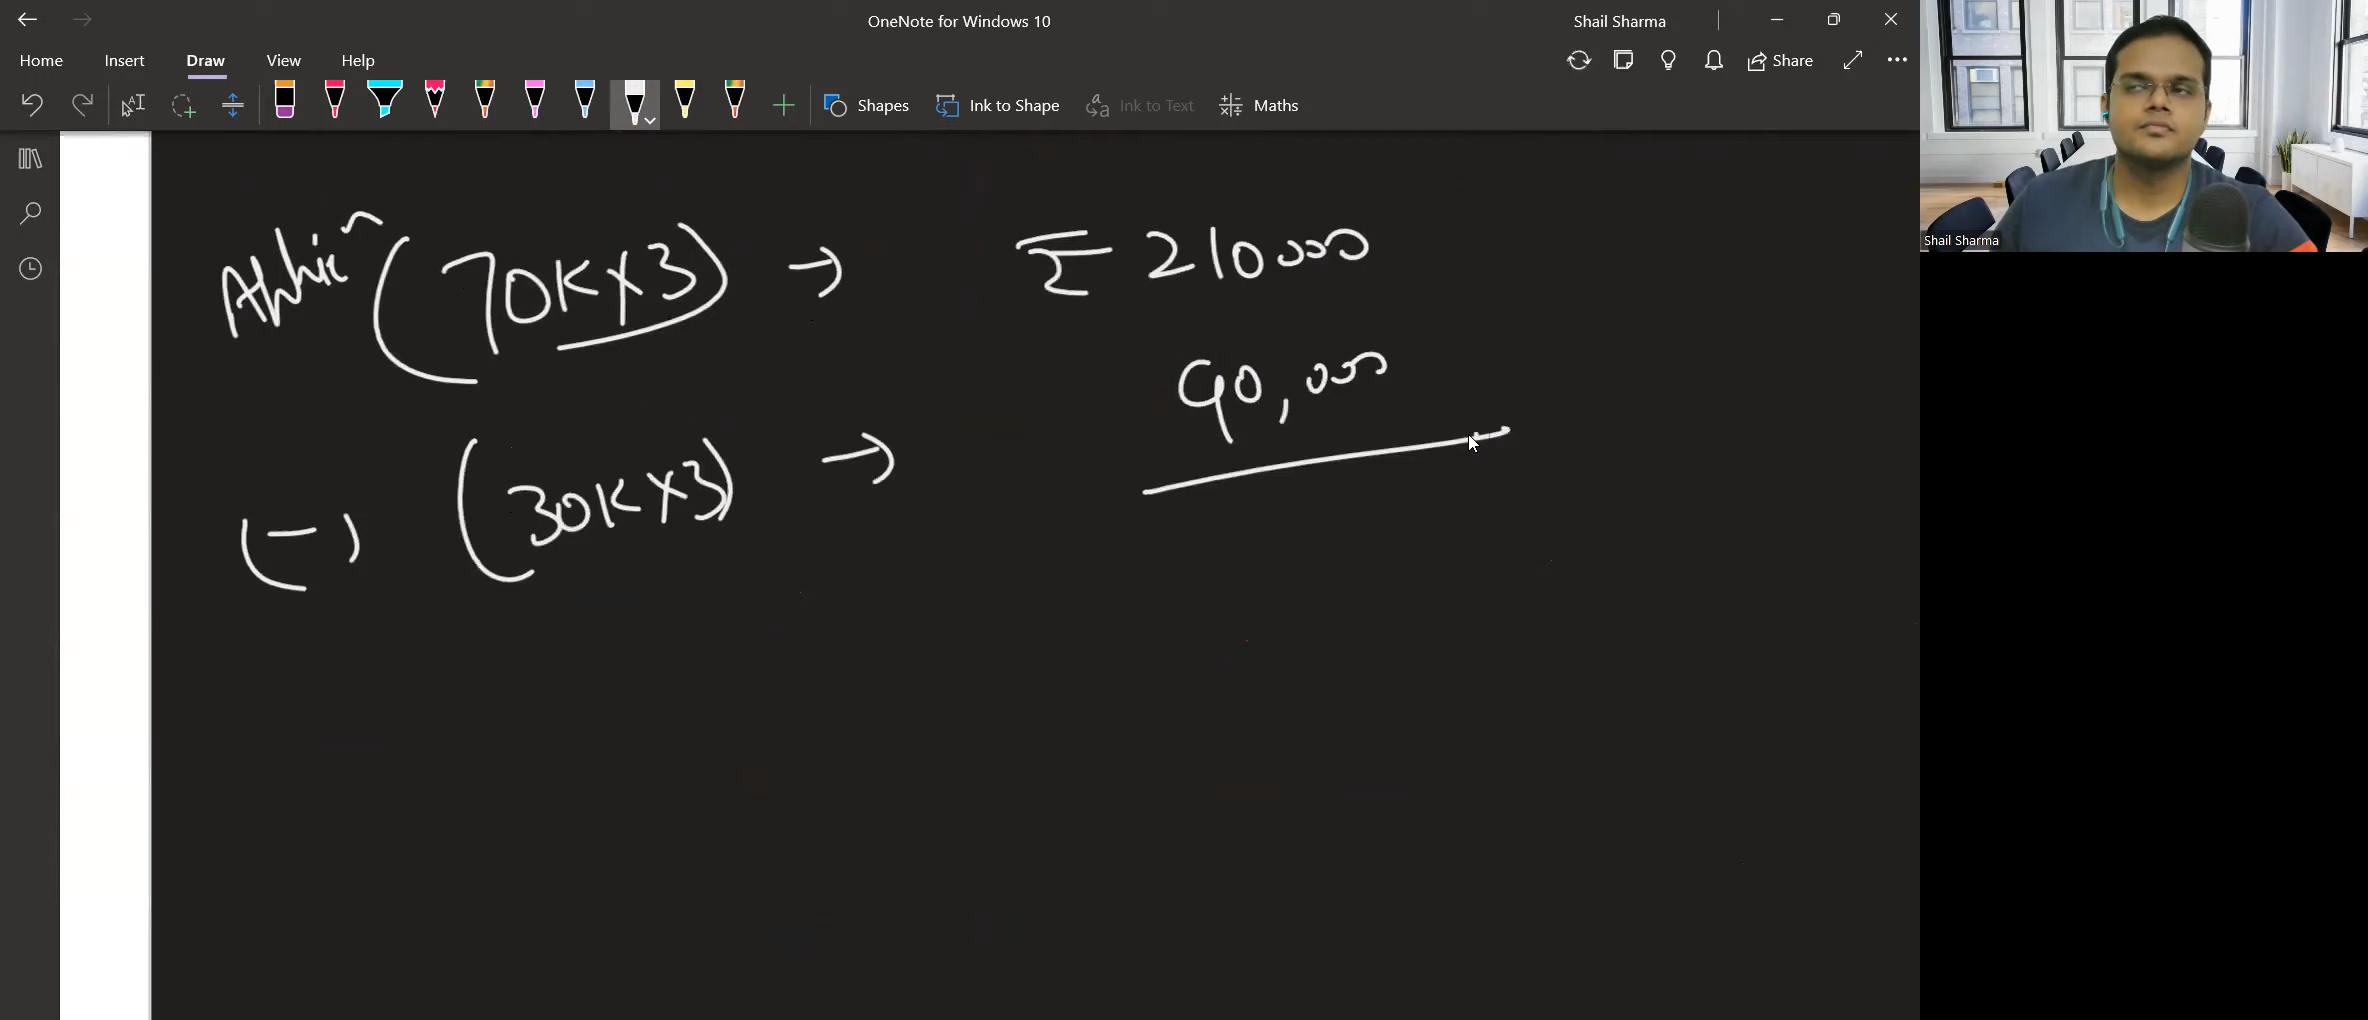 OneNote for Windows 10
Shail Sharma
Home Insert Draw View Help
Share
Shapes Ink to Shape Ink to Text Maths
(70K×3) → ₹ 210000
90,000
(-) (30K×3) →
Shail Sharma